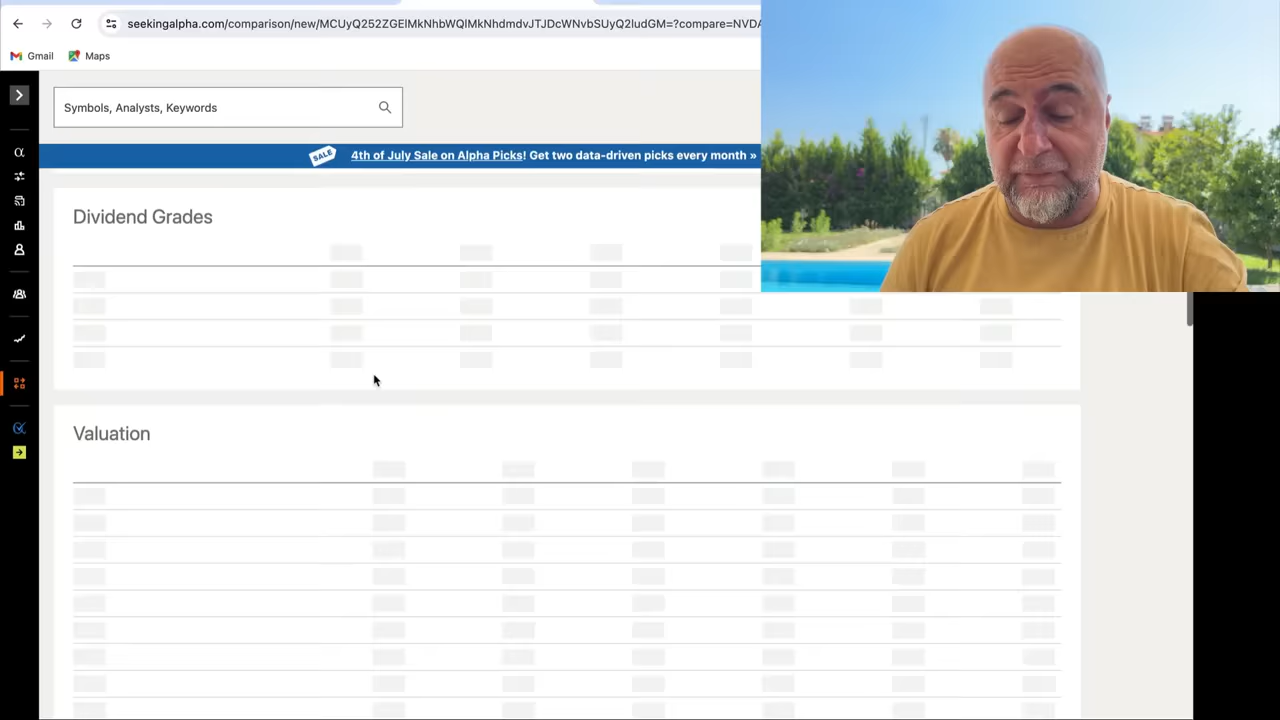 seekingalpha.com/comparison/new/MCUyQ252ZGElMkNhbWQlMkNhdmdvJTJDcWNvbSUyQ2ludGM=?compare=NVDA
Gmail Maps
Symbols, Analysts, Keywords
SALE 4th of July Sale on Alpha Picks! Get two data-driven picks every month »
Dividend Grades
Valuation